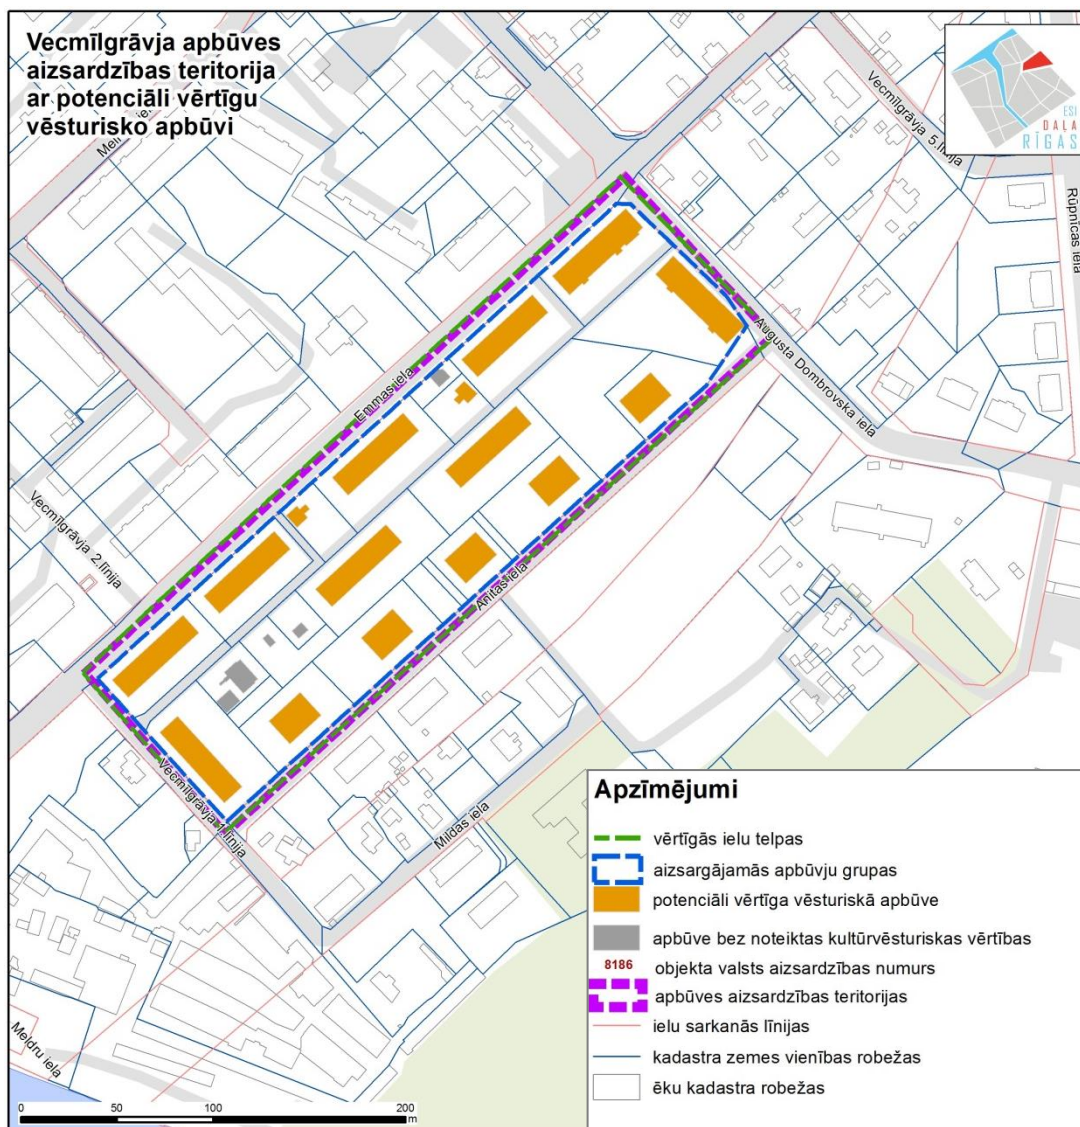 Vecmīlgrāvja apbūves
aizsardzības teritorija
ar potenciāli vērtīgu
vēsturisko apbūvi
ESI
DAĻA
RĪGAS
Vecmīlgrāvja 5.līnija
Rūpnīcas iela
Emmas iela
Augusta Dombrovska iela
Vecmīlgrāvja 2.līnija
Anitas iela
Vecmīlgrāvja 1.līnija
Mildas iela
Meldru iela
Apzīmējumi
vērtīgās ielu telpas
aizsargājamās apbūvju grupas
potenciāli vērtīga vēsturiskā apbūve
apbūve bez noteiktas kultūrvēsturiskas vērtības
8186 objekta valsts aizsardzības numurs
apbūves aizsardzības teritorijas
ielu sarkanās līnijas
kadastra zemes vienības robežas
ēku kadastra robežas
0 50 100 200
m